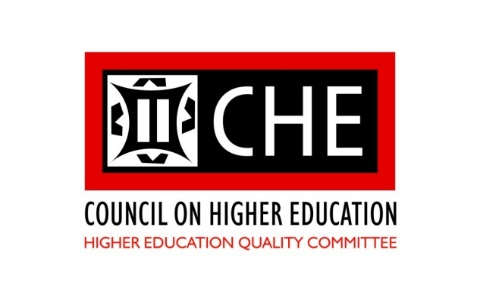 CHE
COUNCIL ON HIGHER EDUCATION
HIGHER EDUCATION QUALITY COMMITTEE